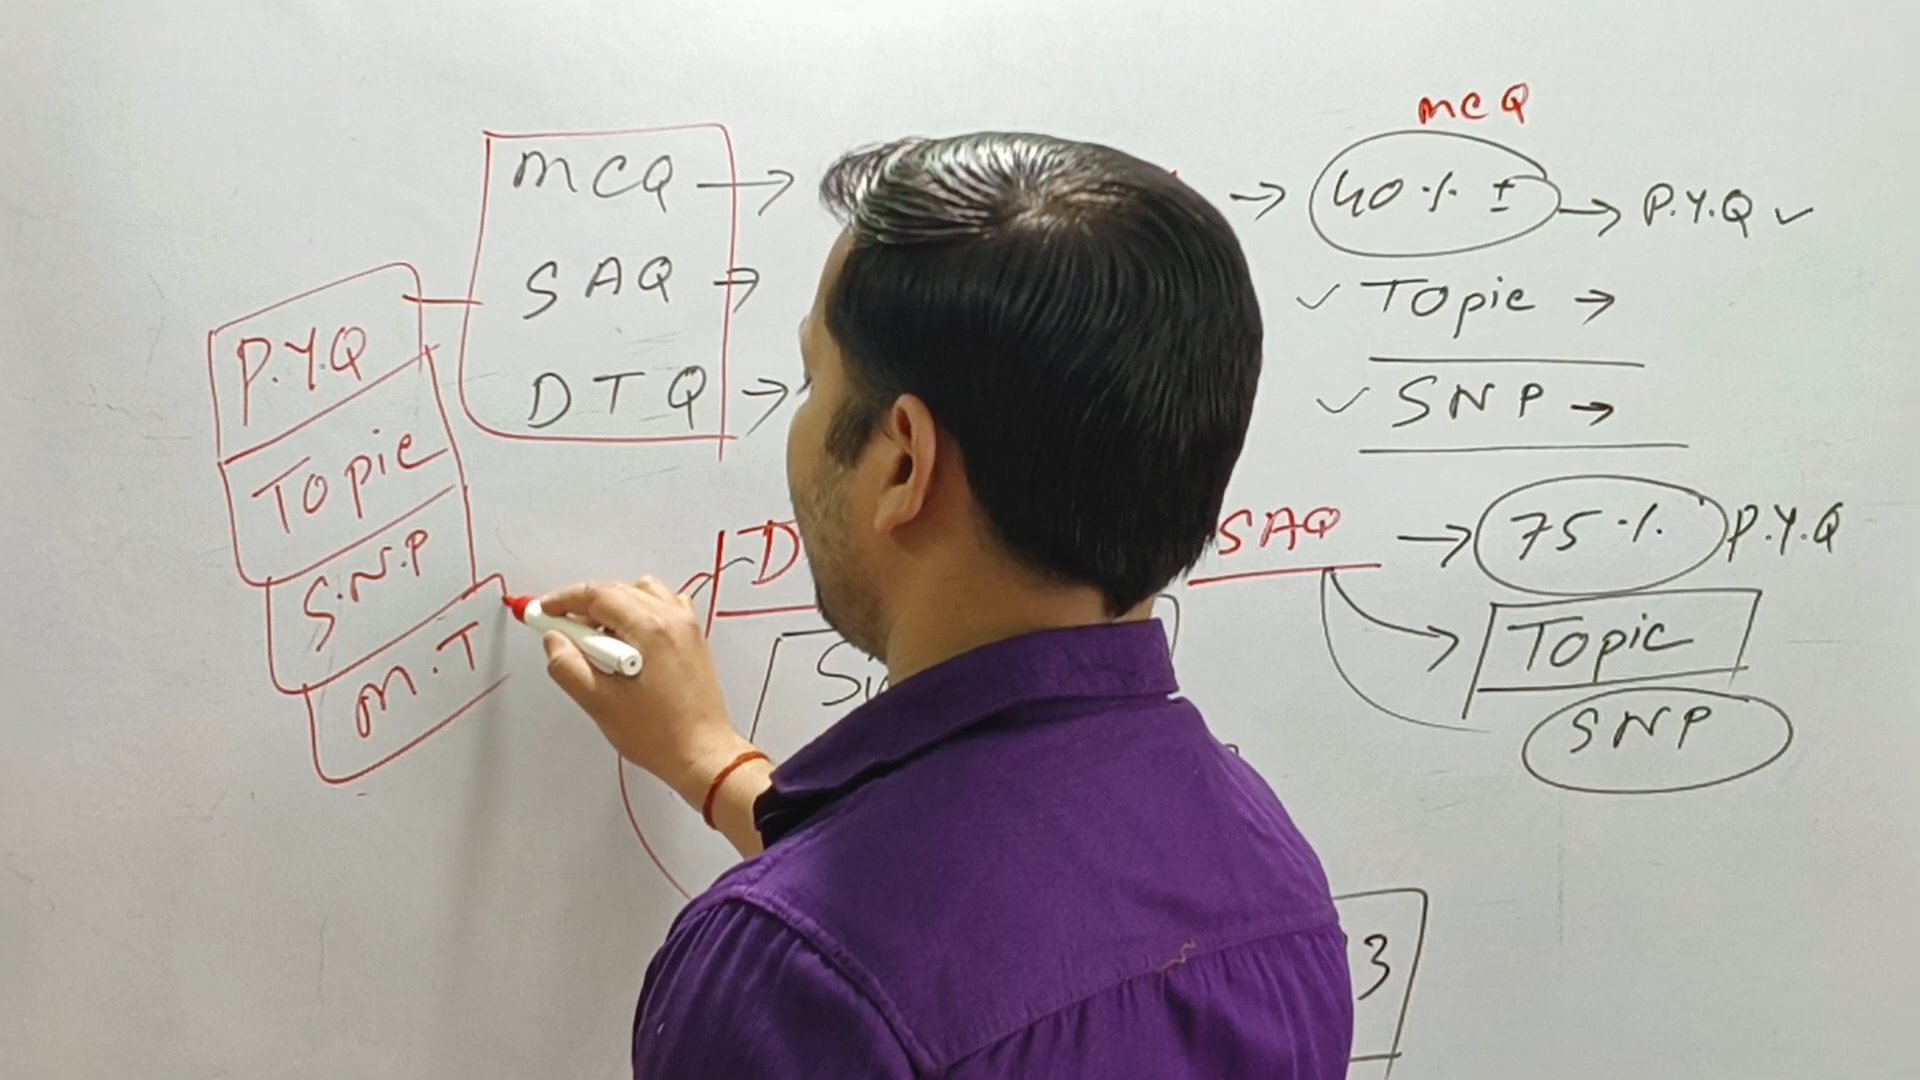 MCQ →
SAQ →
DTQ →
P.Y.Q
Topic
S.N.P
M.T
MCQ
→ 40% ± → P.Y.Q ✓
✓ Topic →
✓ SNP →
D
SAQ → 75% P.Y.Q
Topic
SNP
3